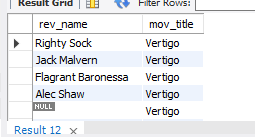 Result Grid Filter Rows:
rev_name mov_title
Righty Sock Vertigo
Jack Malvern Vertigo
Flagrant Baronessa Vertigo
Alec Shaw Vertigo
NULL Vertigo
Result 12